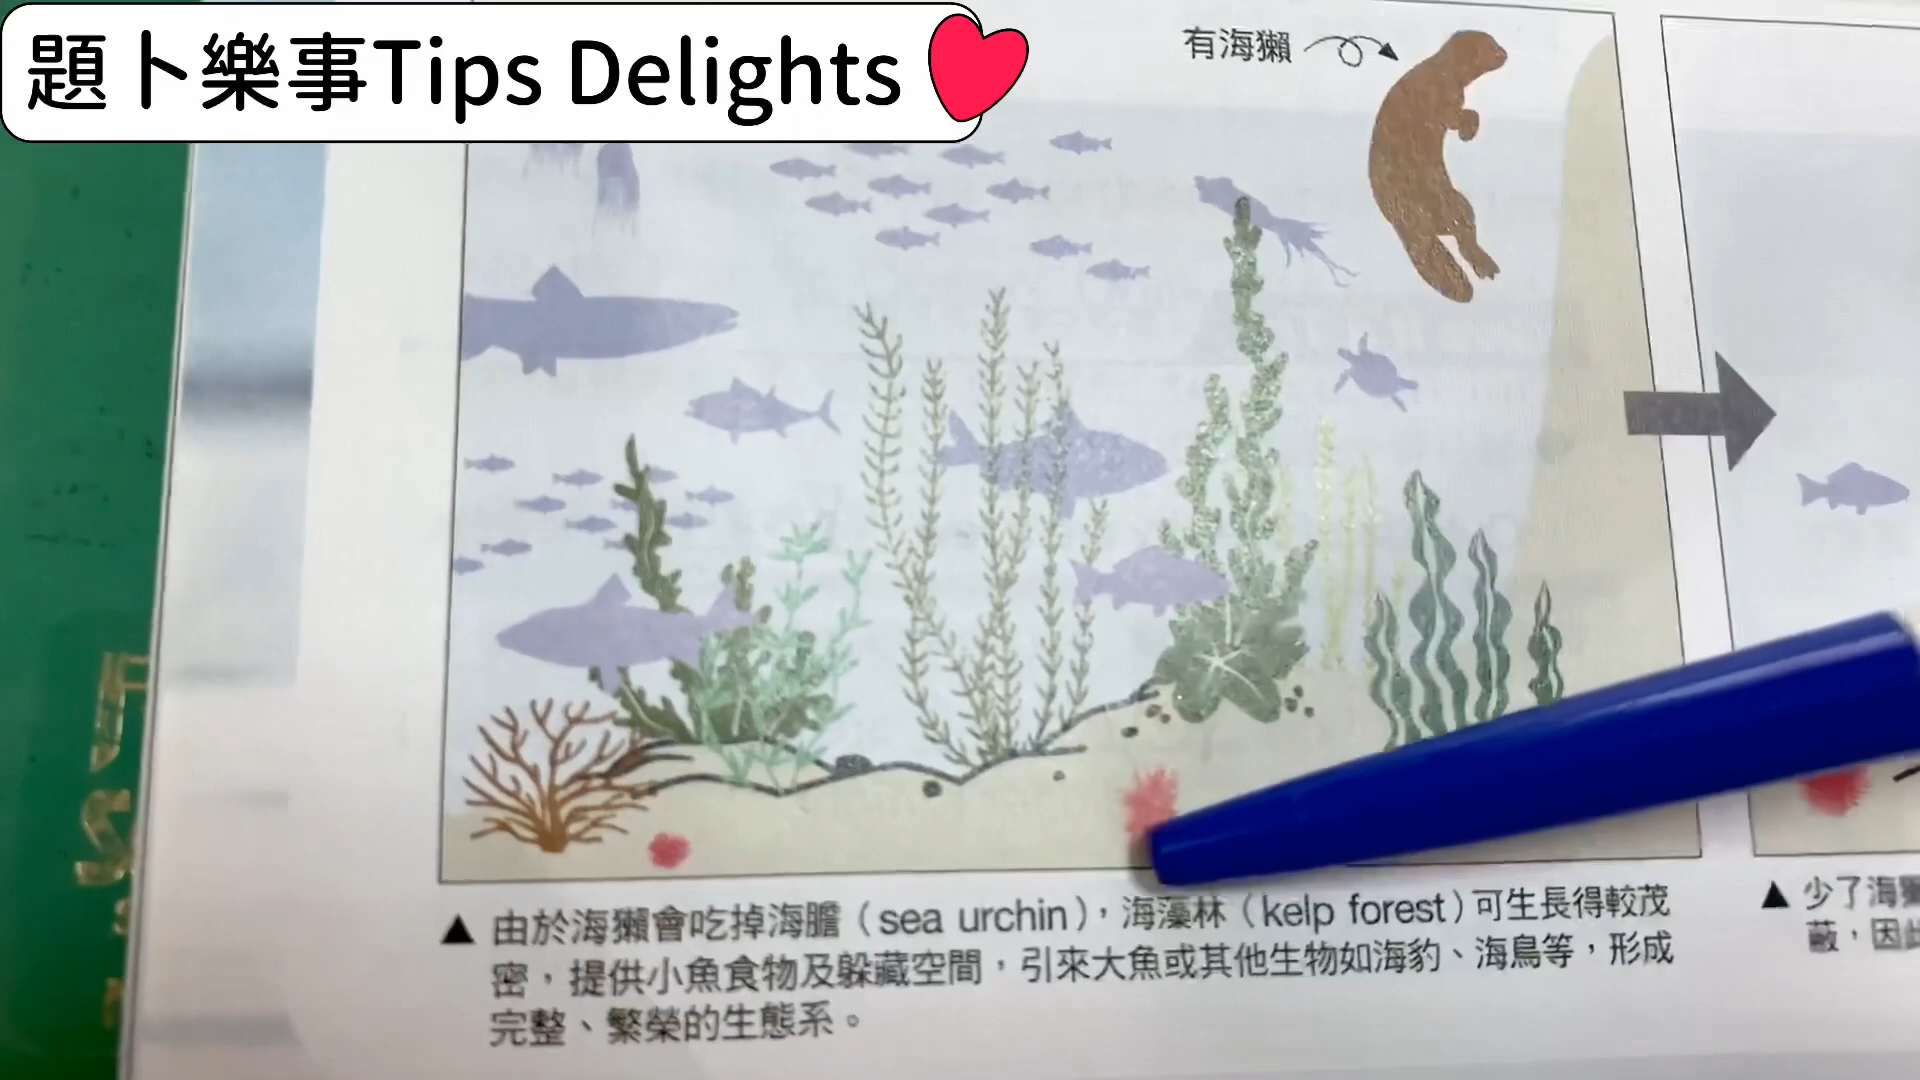 題卜樂事Tips Delights
有海獺
▲ 由於海獺會吃掉海膽（sea urchin），海藻林（kelp forest）可生長得較茂
密，提供小魚食物及躲藏空間，引來大魚或其他生物如海豹、海鳥等，形成
完整、繁榮的生態系。
▲ 少了海獺
蔽，因此